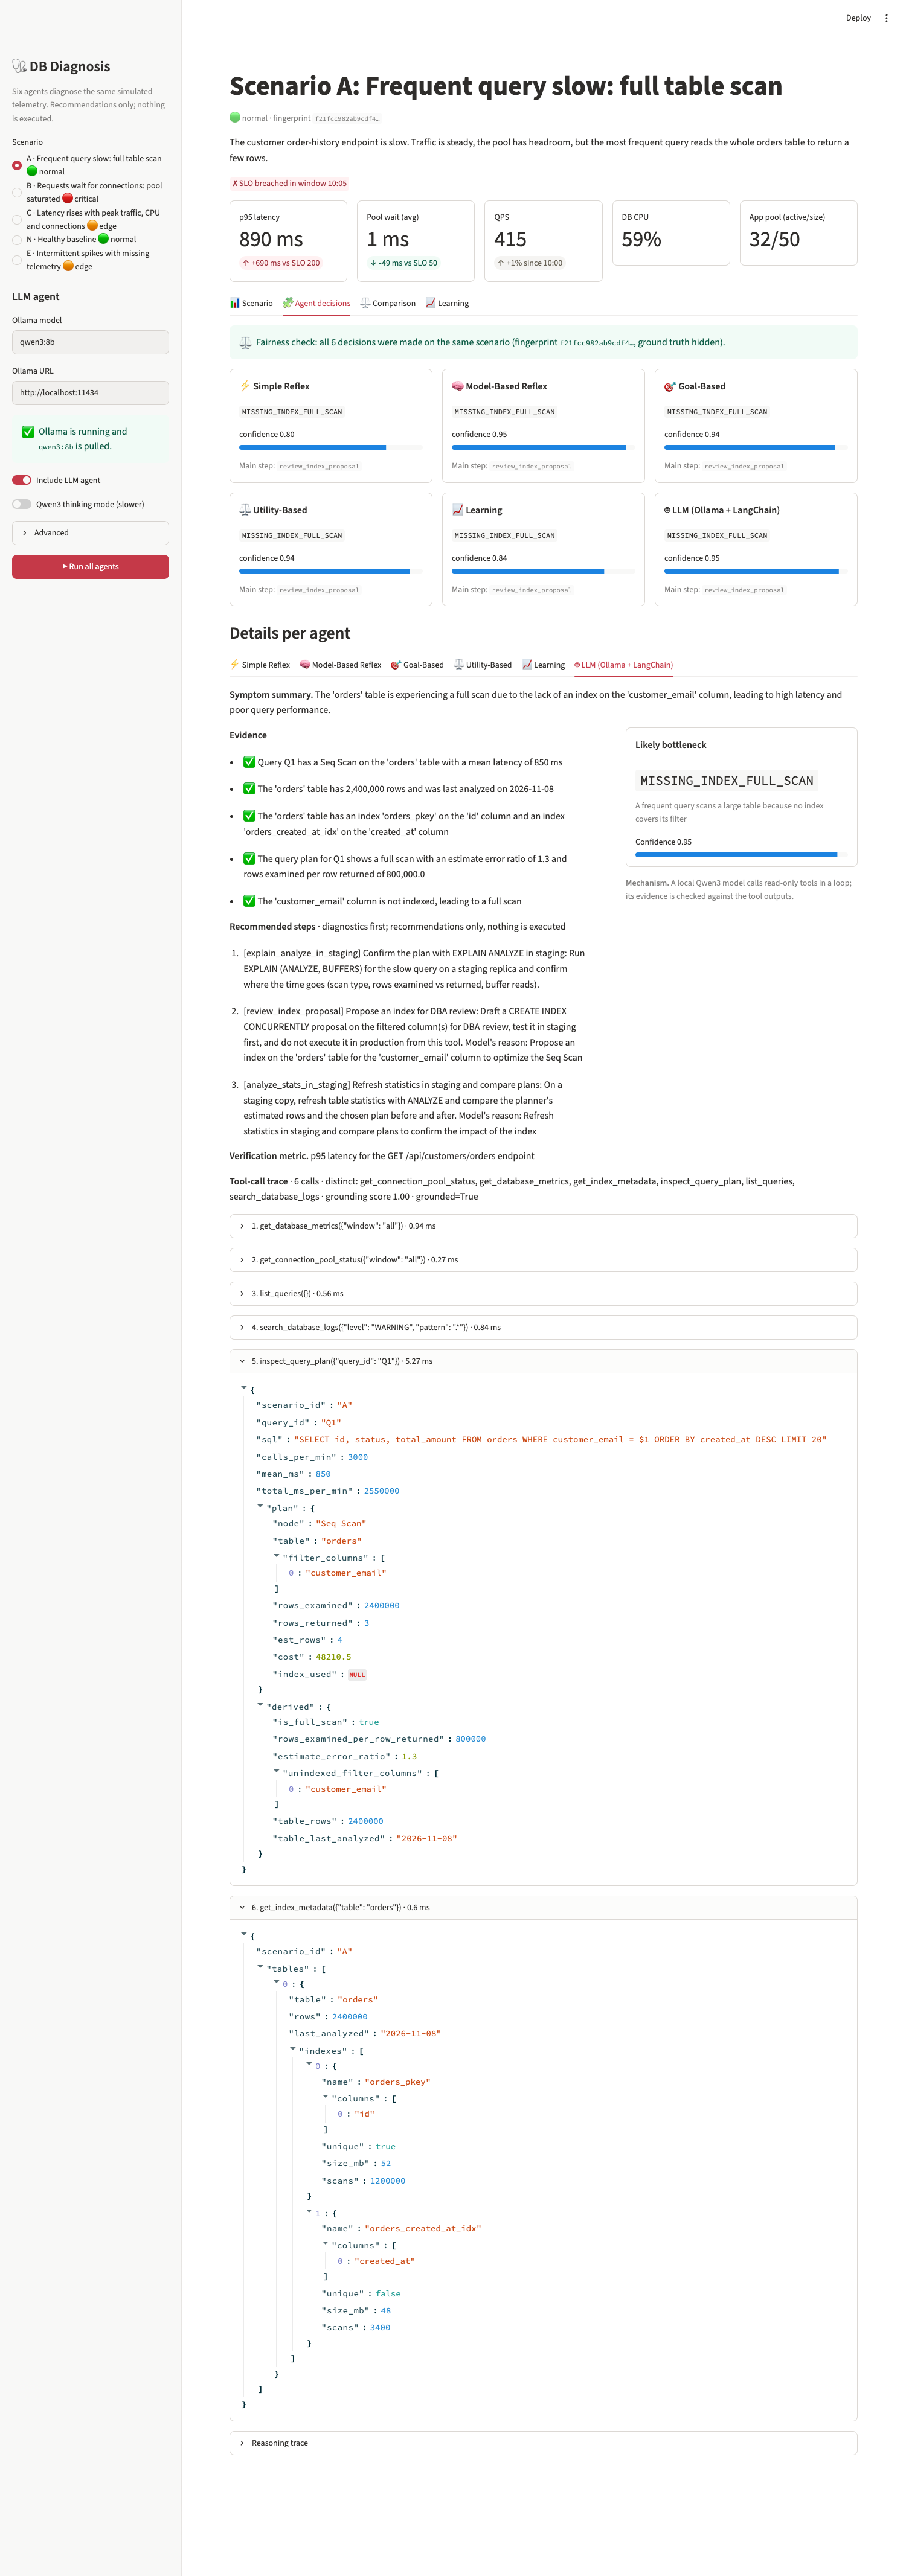 Deploy
DB Diagnosis
Six agents diagnose the same simulated
telemetry. Recommendations only; nothing
is executed.
Scenario
A · Frequent query slow: full table scan
normal
B · Requests wait for connections: pool
saturated critical
C · Latency rises with peak traffic, CPU
and connections edge
N · Healthy baseline normal
E · Intermittent spikes with missing
telemetry edge
LLM agent
Ollama model
qwen3:8b
Ollama URL
http://localhost:11434
Ollama is running and
qwen3:8b is pulled.
Include LLM agent
Qwen3 thinking mode (slower)
Advanced
Run all agents
Scenario A: Frequent query slow: full table scan
normal · fingerprint f21fcc982ab9cdf4…
The customer order-history endpoint is slow. Traffic is steady, the pool has headroom, but the most frequent query reads the whole orders table to return a
few rows.
✗ SLO breached in window 10:05
p95 latency
890 ms
↑ +690 ms vs SLO 200
Pool wait (avg)
1 ms
↓ -49 ms vs SLO 50
QPS
415
↑ +1% since 10:00
DB CPU
59%
App pool (active/size)
32/50
Scenario
Agent decisions
Comparison
Learning
Fairness check: all 6 decisions were made on the same scenario (fingerprint f21fcc982ab9cdf4…, ground truth hidden).
Simple Reflex
MISSING_INDEX_FULL_SCAN
confidence 0.80
Main step: review_index_proposal
Model-Based Reflex
MISSING_INDEX_FULL_SCAN
confidence 0.95
Main step: review_index_proposal
Goal-Based
MISSING_INDEX_FULL_SCAN
confidence 0.94
Main step: review_index_proposal
Utility-Based
MISSING_INDEX_FULL_SCAN
confidence 0.94
Main step: review_index_proposal
Learning
MISSING_INDEX_FULL_SCAN
confidence 0.84
Main step: review_index_proposal
LLM (Ollama + LangChain)
MISSING_INDEX_FULL_SCAN
confidence 0.95
Main step: review_index_proposal
Details per agent
Simple Reflex
Model-Based Reflex
Goal-Based
Utility-Based
Learning
LLM (Ollama + LangChain)
Symptom summary. The 'orders' table is experiencing a full scan due to the lack of an index on the 'customer_email' column, leading to high latency and
poor query performance.
Evidence
• Query Q1 has a Seq Scan on the 'orders' table with a mean latency of 850 ms
• The 'orders' table has 2,400,000 rows and was last analyzed on 2026-11-08
• The 'orders' table has an index 'orders_pkey' on the 'id' column and an index
'orders_created_at_idx' on the 'created_at' column
• The query plan for Q1 shows a full scan with an estimate error ratio of 1.3 and
rows examined per row returned of 800,000.0
• The 'customer_email' column is not indexed, leading to a full scan
Likely bottleneck
MISSING_INDEX_FULL_SCAN
A frequent query scans a large table because no index
covers its filter
Confidence 0.95
Mechanism. A local Qwen3 model calls read-only tools in a loop;
its evidence is checked against the tool outputs.
Recommended steps · diagnostics first; recommendations only, nothing is executed
1. [explain_analyze_in_staging] Confirm the plan with EXPLAIN ANALYZE in staging: Run
EXPLAIN (ANALYZE, BUFFERS) for the slow query on a staging replica and confirm
where the time goes (scan type, rows examined vs returned, buffer reads).
2. [review_index_proposal] Propose an index for DBA review: Draft a CREATE INDEX
CONCURRENTLY proposal on the filtered column(s) for DBA review, test it in staging
first, and do not execute it in production from this tool. Model's reason: Propose an
index on the 'orders' table for the 'customer_email' column to optimize the Seq Scan
3. [analyze_stats_in_staging] Refresh statistics in staging and compare plans: On a
staging copy, refresh table statistics with ANALYZE and compare the planner's
estimated rows and the chosen plan before and after. Model's reason: Refresh
statistics in staging and compare plans to confirm the impact of the index
Verification metric. p95 latency for the GET /api/customers/orders endpoint
Tool-call trace · 6 calls · distinct: get_connection_pool_status, get_database_metrics, get_index_metadata, inspect_query_plan, list_queries,
search_database_logs · grounding score 1.00 · grounded=True
1. get_database_metrics({"window": "all"}) · 0.94 ms
2. get_connection_pool_status({"window": "all"}) · 0.27 ms
3. list_queries({}) · 0.56 ms
4. search_database_logs({"level": "WARNING", "pattern": ".*"}) · 0.84 ms
5. inspect_query_plan({"query_id": "Q1"}) · 5.27 ms
{
"scenario_id" : "A"
"query_id" : "Q1"
"sql" : "SELECT id, status, total_amount FROM orders WHERE customer_email = $1 ORDER BY created_at DESC LIMIT 20"
"calls_per_min" : 3000
"mean_ms" : 850
"total_ms_per_min" : 2550000
"plan" : {
"node" : "Seq Scan"
"table" : "orders"
"filter_columns" : [
0 : "customer_email"
]
"rows_examined" : 2400000
"rows_returned" : 3
"est_rows" : 4
"cost" : 48210.5
"index_used" : NULL
}
"derived" : {
"is_full_scan" : true
"rows_examined_per_row_returned" : 800000
"estimate_error_ratio" : 1.3
"unindexed_filter_columns" : [
0 : "customer_email"
]
"table_rows" : 2400000
"table_last_analyzed" : "2026-11-08"
}
}
6. get_index_metadata({"table": "orders"}) · 0.6 ms
{
"scenario_id" : "A"
"tables" : [
0 : {
"table" : "orders"
"rows" : 2400000
"last_analyzed" : "2026-11-08"
"indexes" : [
0 : {
"name" : "orders_pkey"
"columns" : [
0 : "id"
]
"unique" : true
"size_mb" : 52
"scans" : 1200000
}
1 : {
"name" : "orders_created_at_idx"
"columns" : [
0 : "created_at"
]
"unique" : false
"size_mb" : 48
"scans" : 3400
}
]
}
]
}
Reasoning trace